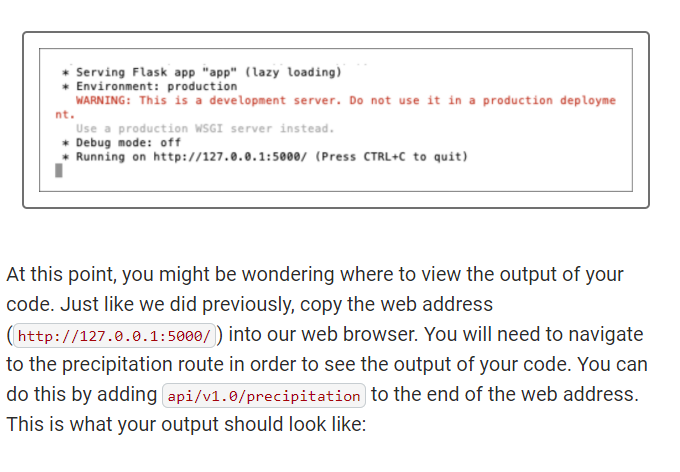 * Serving Flask app "app" (lazy loading)
* Environment: production
WARNING: This is a development server. Do not use it in a production deployme
nt.
Use a production WSGI server instead.
* Debug mode: off
* Running on http://127.0.0.1:5000/ (Press CTRL+C to quit)
At this point, you might be wondering where to view the output of your
code. Just like we did previously, copy the web address
(http://127.0.0.1:5000/) into our web browser. You will need to navigate
to the precipitation route in order to see the output of your code. You can
do this by adding api/v1.0/precipitation to the end of the web address.
This is what your output should look like: